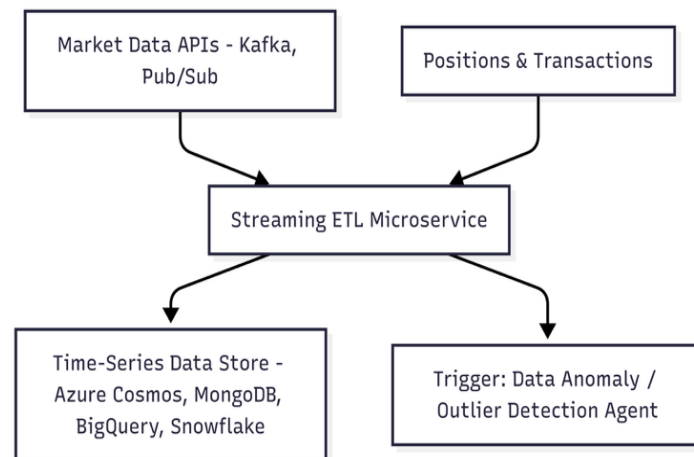 Market Data APIs - Kafka,
Pub/Sub
Positions & Transactions
Streaming ETL Microservice
Time-Series Data Store -
Azure Cosmos, MongoDB,
BigQuery, Snowflake
Trigger: Data Anomaly /
Outlier Detection Agent